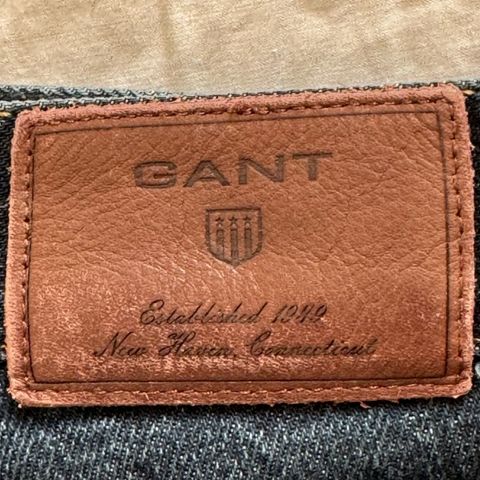 GANT
Established 1949
New Haven, Connecticut